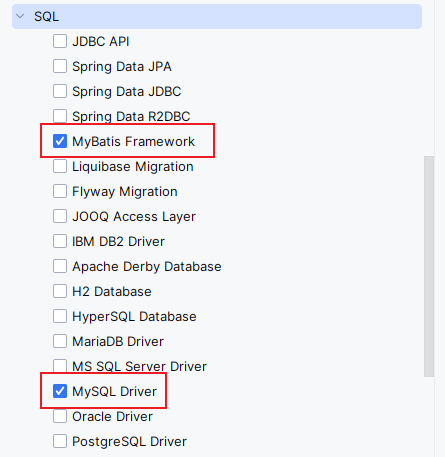 SQL
JDBC API
Spring Data JPA
Spring Data JDBC
Spring Data R2DBC
MyBatis Framework
Liquibase Migration
Flyway Migration
JOOQ Access Layer
IBM DB2 Driver
Apache Derby Database
H2 Database
HyperSQL Database
MariaDB Driver
MS SQL Server Driver
MySQL Driver
Oracle Driver
PostgreSQL Driver